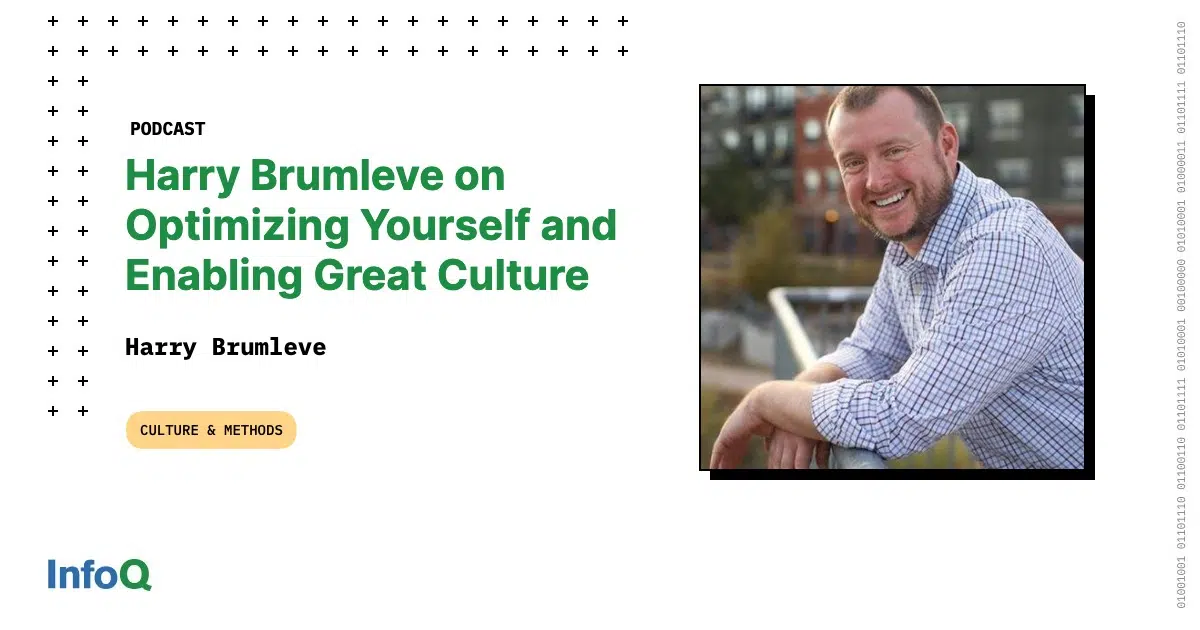 PODCAST
Harry Brumleve on
Optimizing Yourself and
Enabling Great Culture
Harry Brumleve
CULTURE & METHODS
InfoQ
01001001 01101110 01100110 01101111 01010001 00100000 01010001 01000011 01101111 01101110